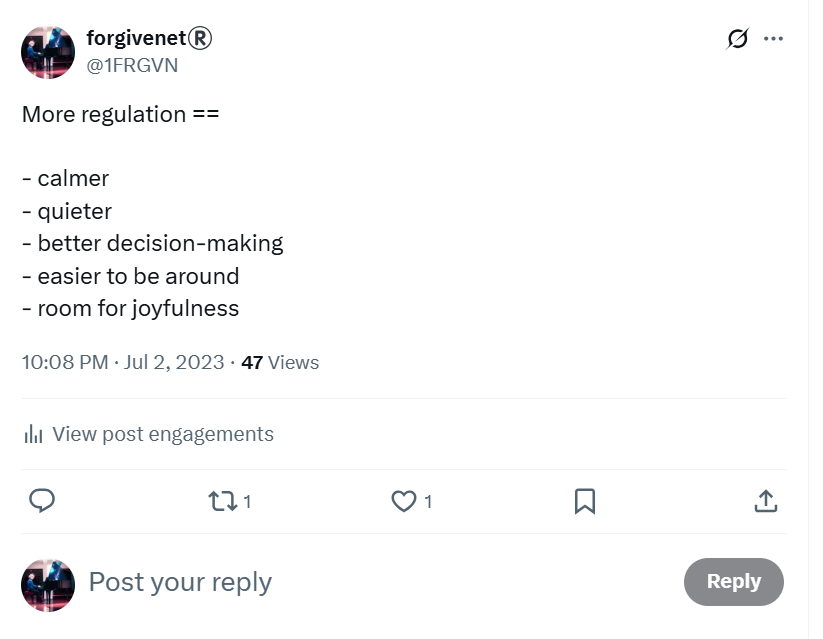 forgivenet®
@1FRGVN
More regulation ==
- calmer
- quieter
- better decision-making
- easier to be around
- room for joyfulness
10:08 PM · Jul 2, 2023 · 47 Views
View post engagements
1 1
Post your reply Reply